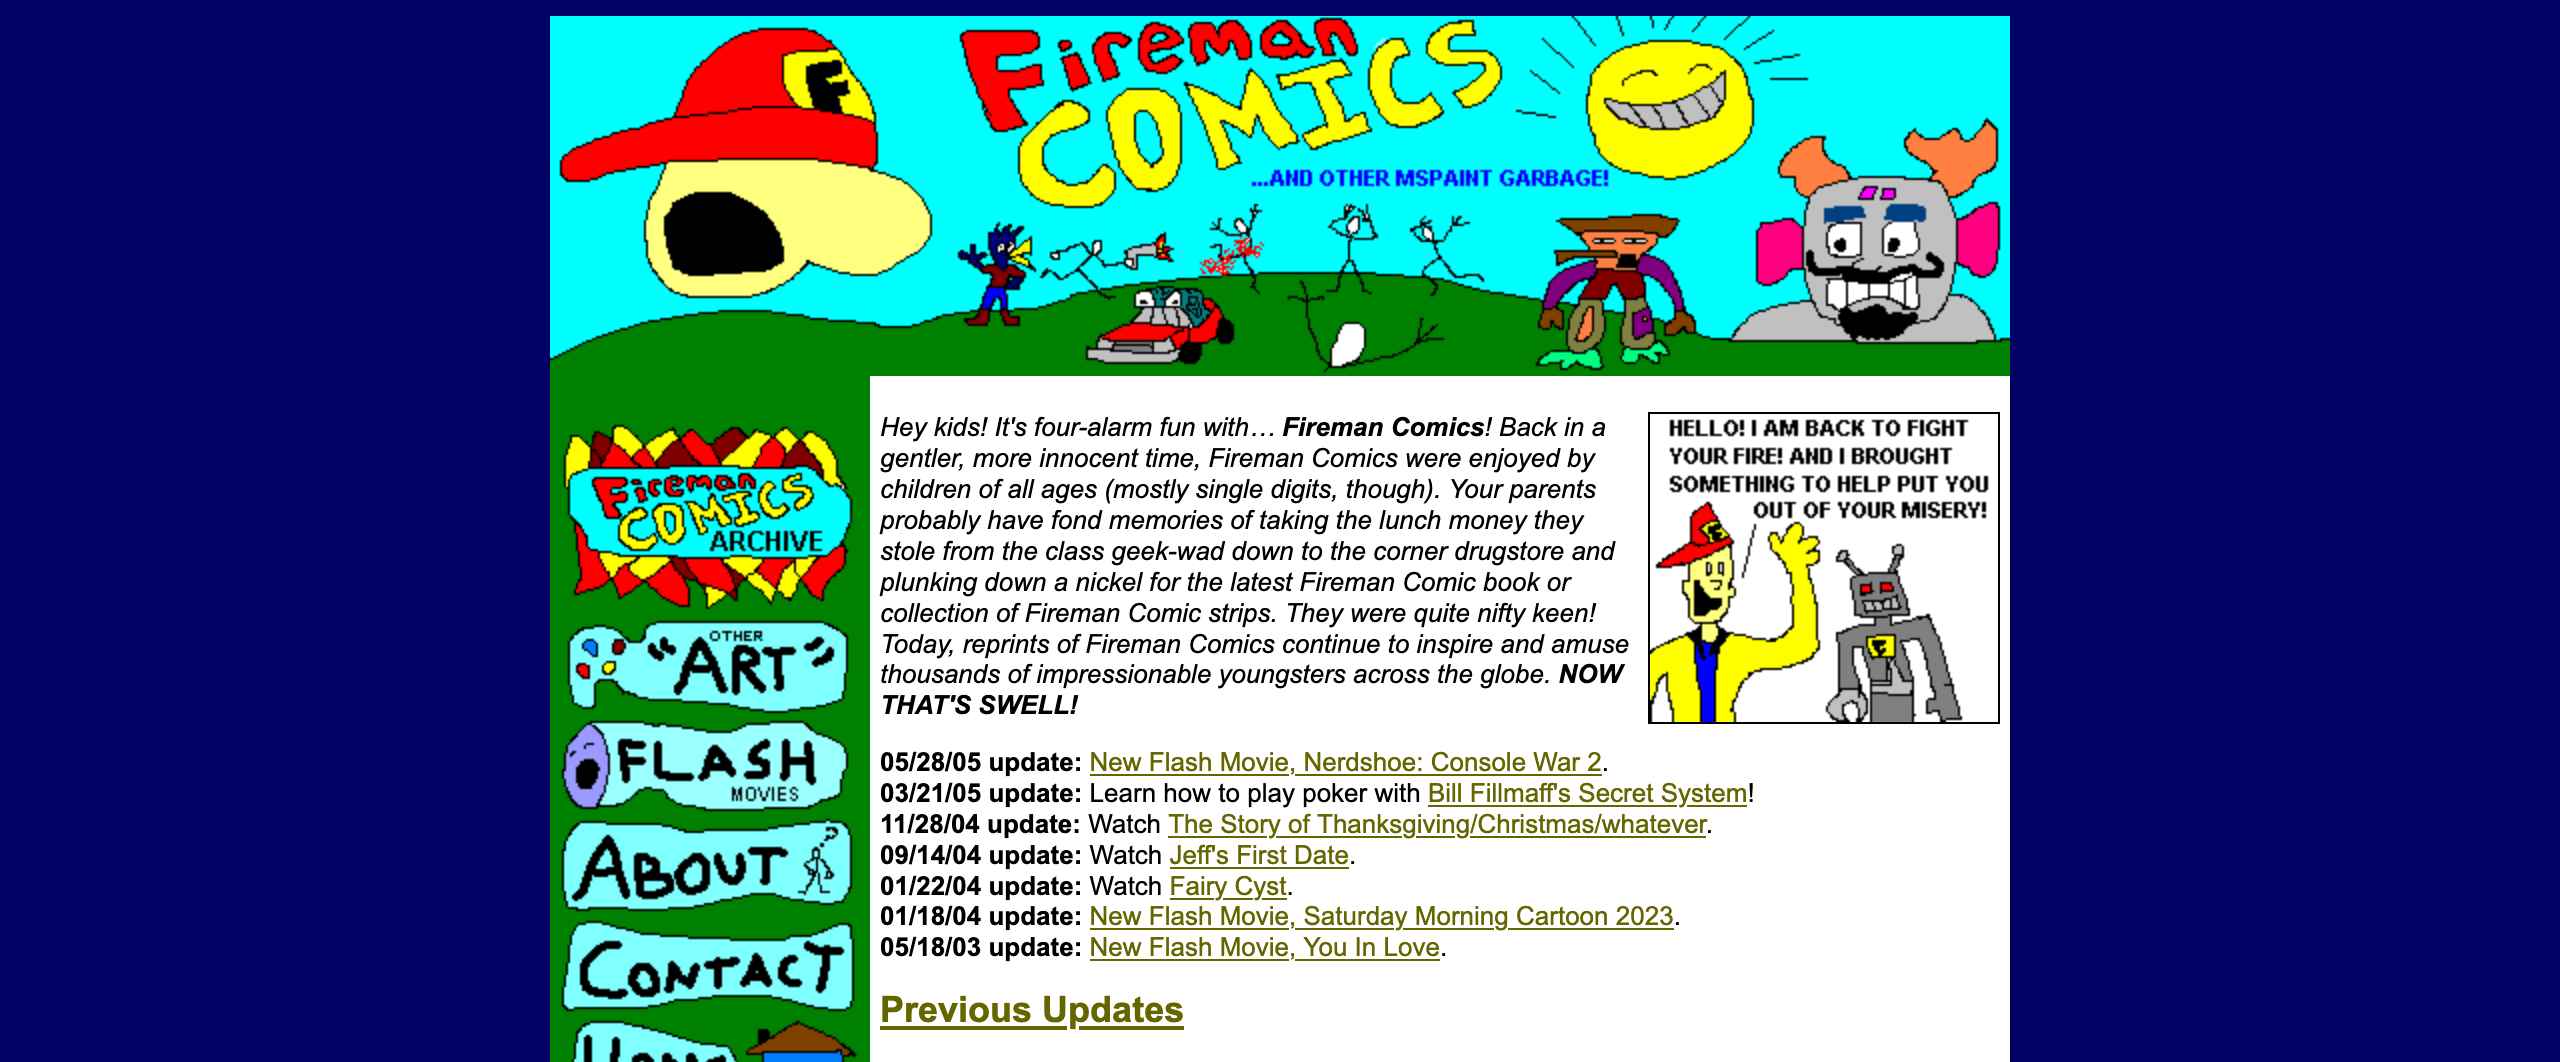 Fireman
COMICS
...AND OTHER MSPAINT GARBAGE!
F
Fireman
COMICS
ARCHIVE
OTHER
"ART"
FLASH
MOVIES
ABOUT
?
CONTACT
HOME
Hey kids! It's four-alarm fun with… Fireman Comics! Back in a
gentler, more innocent time, Fireman Comics were enjoyed by
children of all ages (mostly single digits, though). Your parents
probably have fond memories of taking the lunch money they
stole from the class geek-wad down to the corner drugstore and
plunking down a nickel for the latest Fireman Comic book or
collection of Fireman Comic strips. They were quite nifty keen!
Today, reprints of Fireman Comics continue to inspire and amuse
thousands of impressionable youngsters across the globe. NOW
THAT'S SWELL!
HELLO! I AM BACK TO FIGHT
YOUR FIRE! AND I BROUGHT
SOMETHING TO HELP PUT YOU
OUT OF YOUR MISERY!
F
F
05/28/05 update: New Flash Movie, Nerdshoe: Console War 2.
03/21/05 update: Learn how to play poker with Bill Fillmaff's Secret System!
11/28/04 update: Watch The Story of Thanksgiving/Christmas/whatever.
09/14/04 update: Watch Jeff's First Date.
01/22/04 update: Watch Fairy Cyst.
01/18/04 update: New Flash Movie, Saturday Morning Cartoon 2023.
05/18/03 update: New Flash Movie, You In Love.
Previous Updates